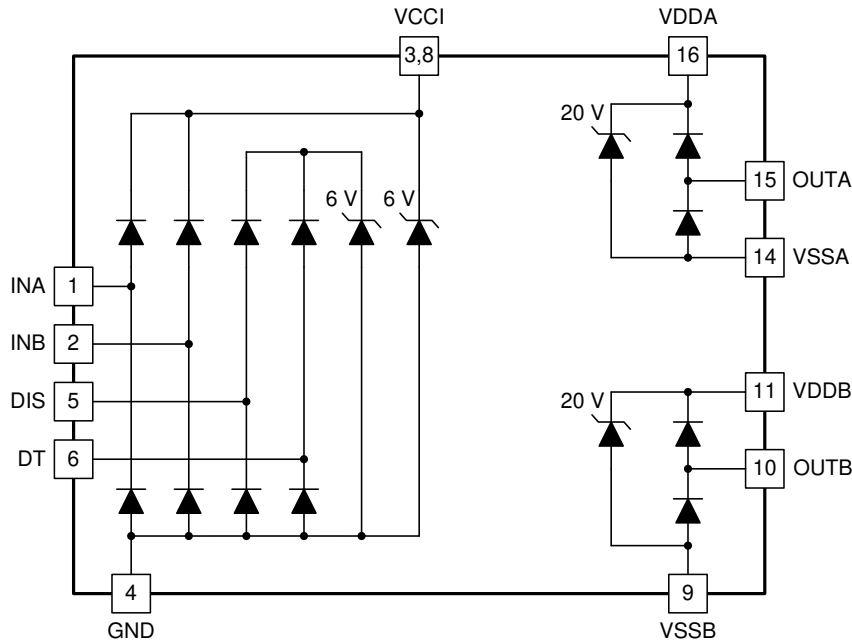 VCCI
VDDA
3,8
16
20 V
15
OUTA
6 V
6 V
14
VSSA
INA
1
INB
2
DIS
5
11
VDDB
20 V
DT
6
10
OUTB
4
9
GND
VSSB